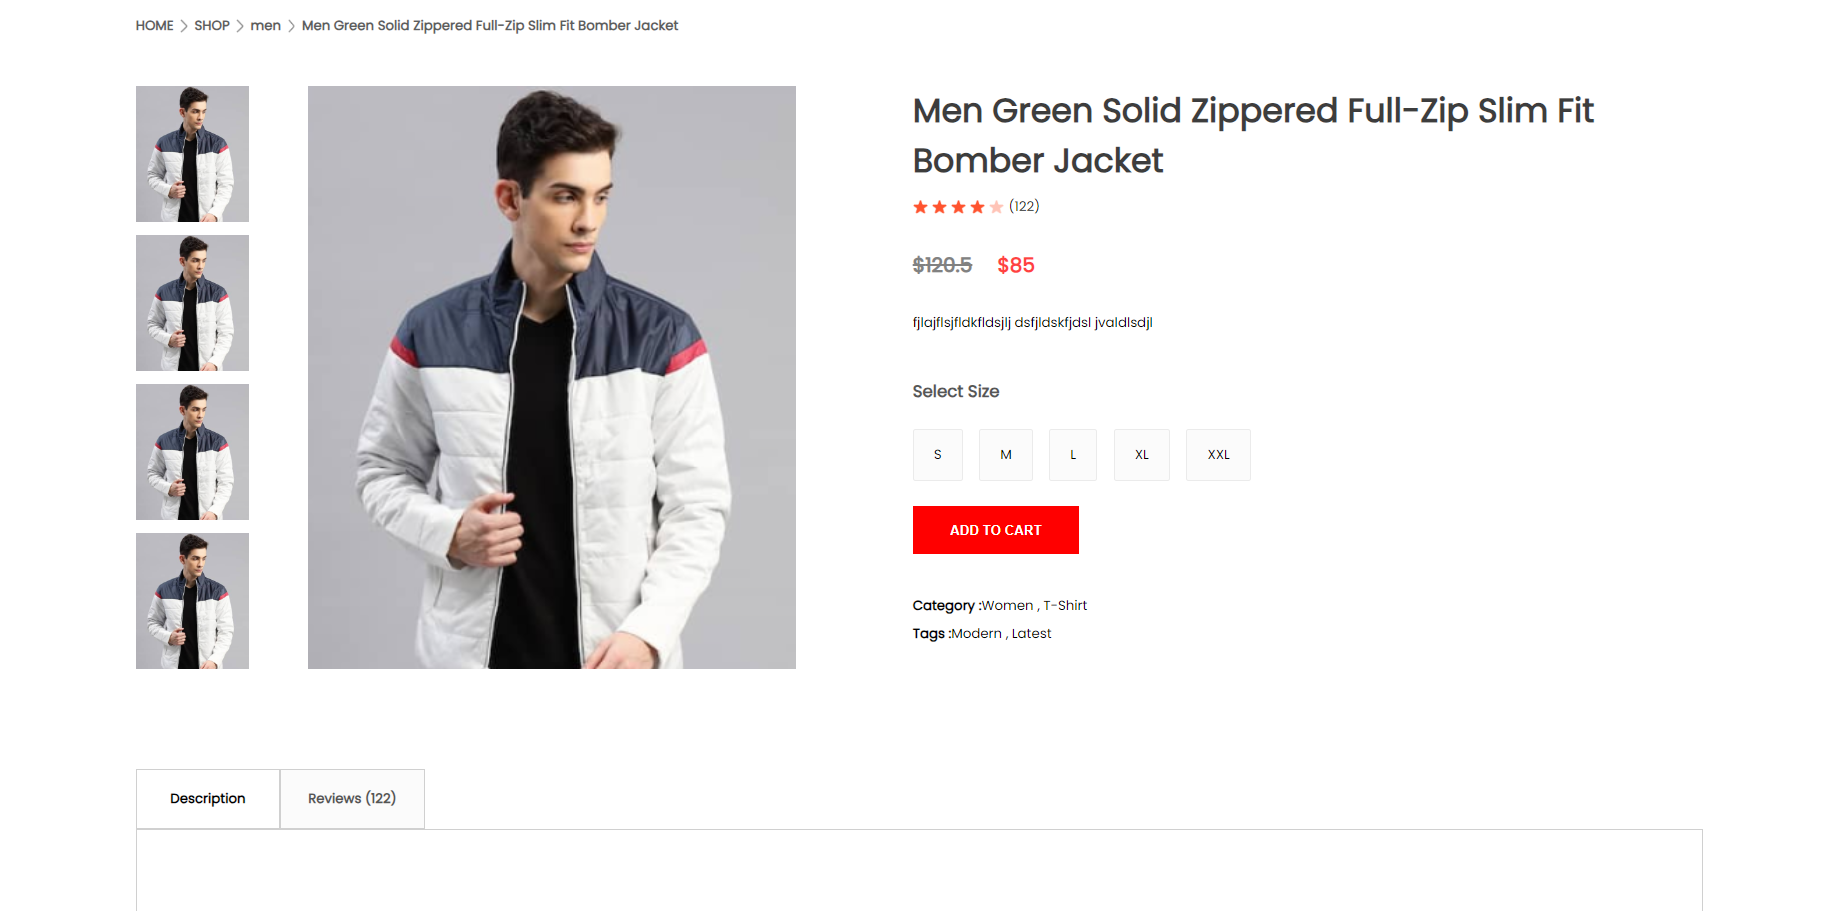 HOME > SHOP > men > Men Green Solid Zippered Full-Zip Slim Fit Bomber Jacket
Men Green Solid Zippered Full-Zip Slim Fit
Bomber Jacket
(122)
$120.5 $85
fjlajflsjfldkfldsjlj dsfjldskfjdsl jvaldlsdjl
Select Size
S M L XL XXL
ADD TO CART
Category :Women , T-Shirt
Tags :Modern , Latest
Description Reviews (122)